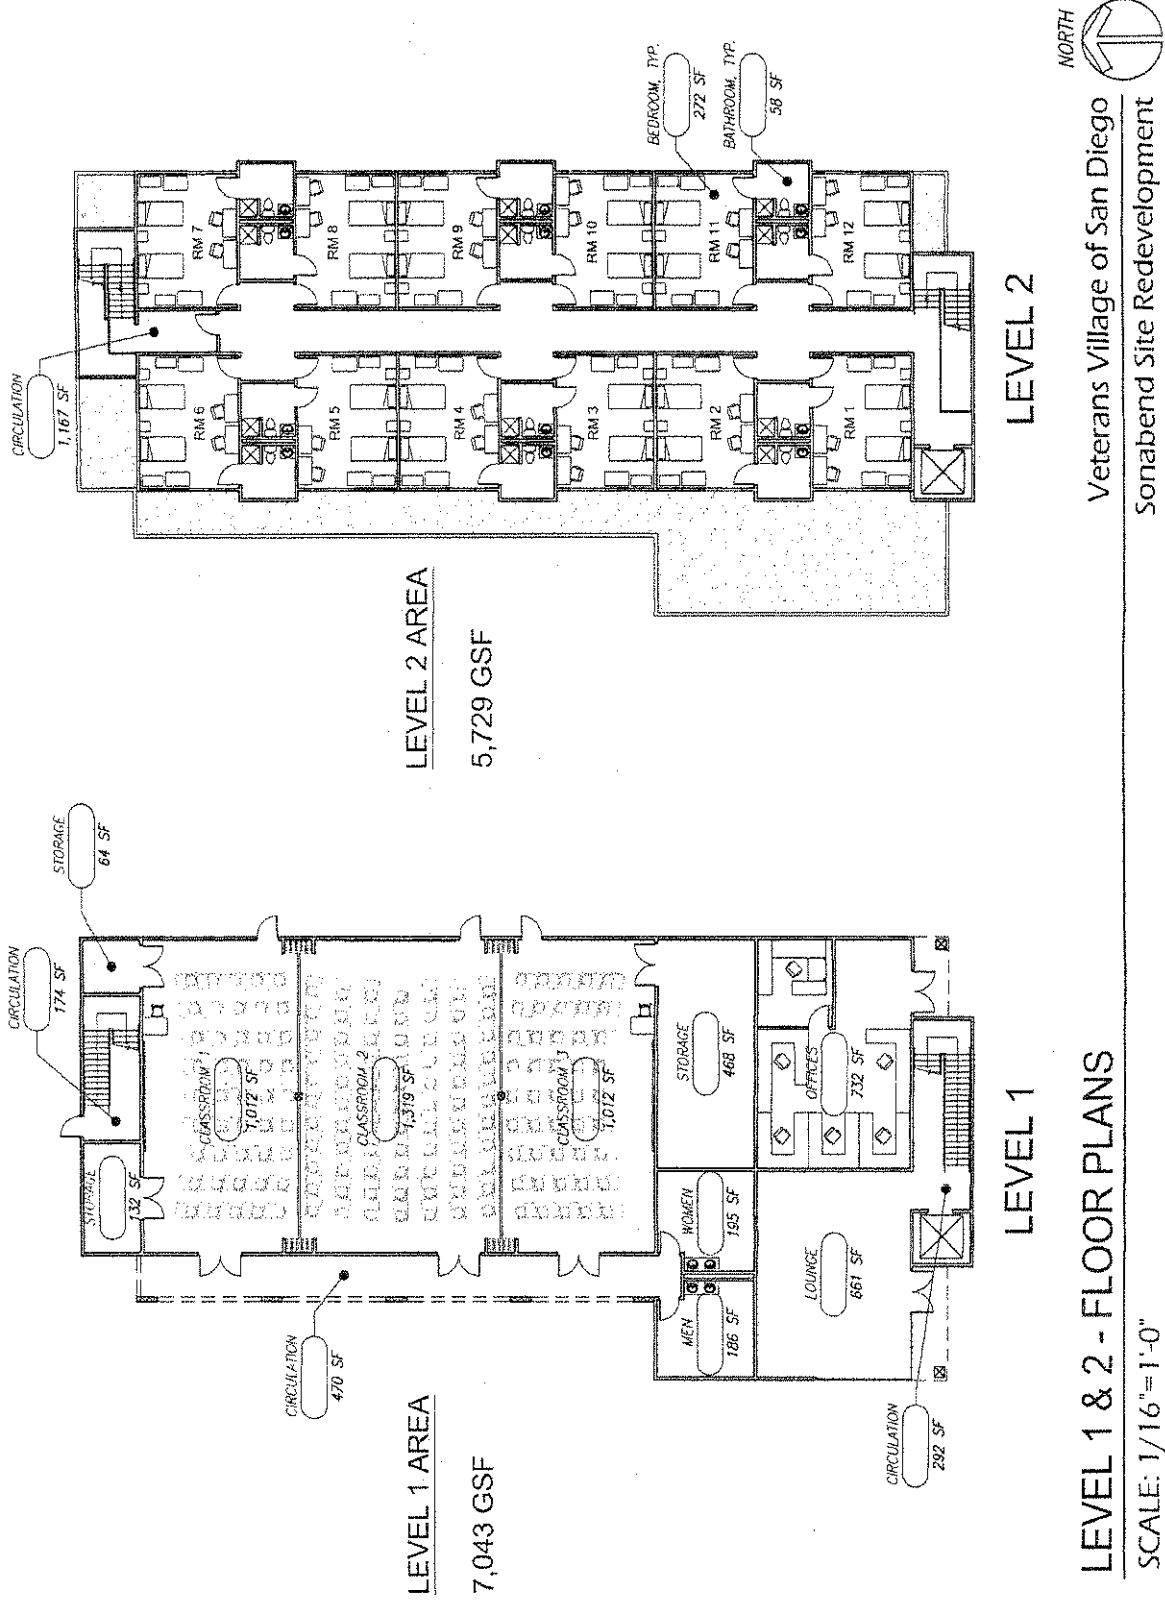 LEVEL 1 AREA
7,043 GSF
CIRCULATION
470 SF
CIRCULATION
174 SF
STORAGE
64 SF
STORAGE
132 SF
CLASSROOM 1
1,012 SF
CLASSROOM 2
1,319 SF
CLASSROOM 3
1,012 SF
STORAGE
468 SF
WOMEN
195 SF
MEN
186 SF
OFFICES
732 SF
LOUNGE
661 SF
CIRCULATION
292 SF
LEVEL 1
LEVEL 2 AREA
5,729 GSF
CIRCULATION
1,167 SF
RM 6
RM 7
RM 5
RM 8
RM 4
RM 9
RM 3
RM 10
RM 2
RM 11
RM 1
RM 12
BEDROOM, TYP.
272 SF
BATHROOM, TYP.
58 SF
LEVEL 2
NORTH
LEVEL 1 & 2 - FLOOR PLANS
SCALE: 1/16"=1'-0"
Veterans Village of San Diego
Sonabend Site Redevelopment